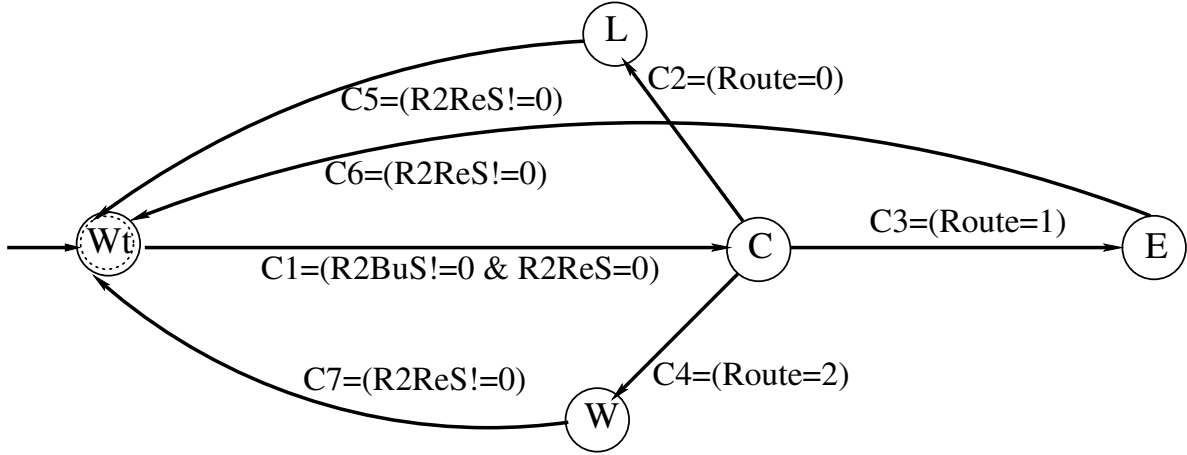 L
C2=(Route=0)
C5=(R2ReS!=0)
C6=(R2ReS!=0)
C3=(Route=1)
Wt
C
E
C1=(R2BuS!=0 & R2ReS=0)
C7=(R2ReS!=0)
C4=(Route=2)
W